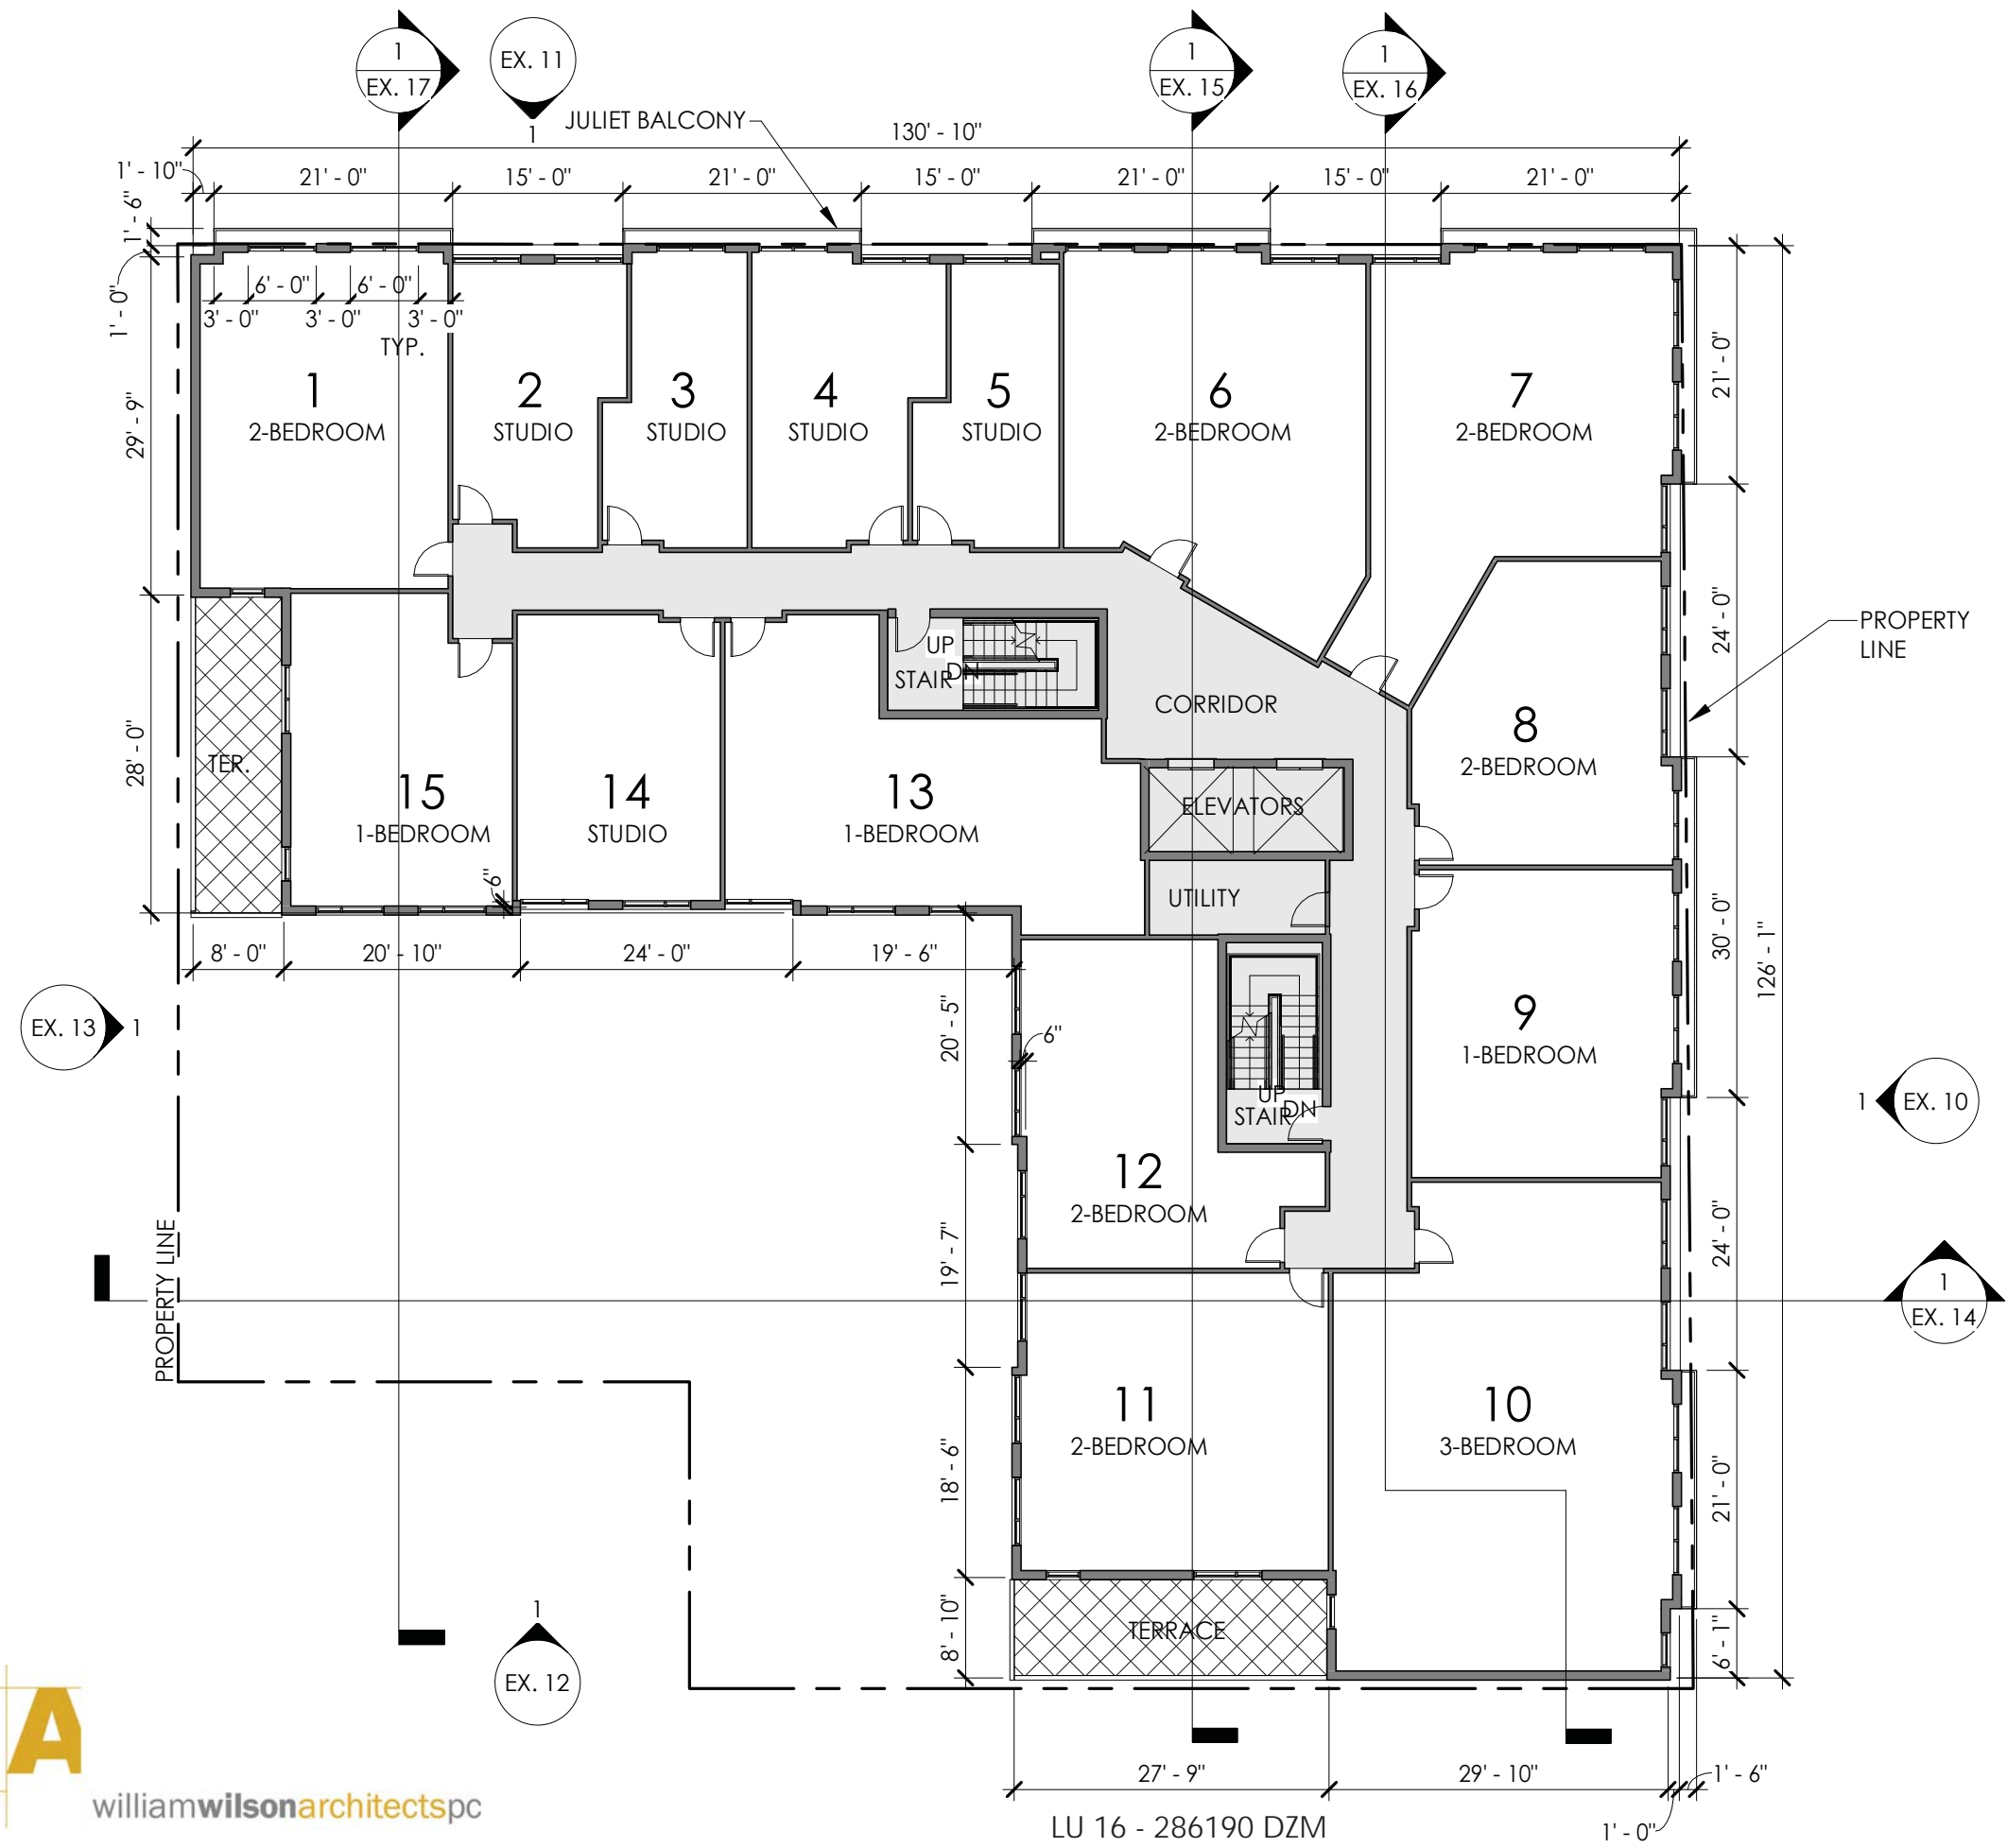 1
EX. 17
EX. 11
1
1
EX. 15
1
EX. 16
JULIET BALCONY
130' - 10"
1' - 10"
21' - 0"
15' - 0"
21' - 0"
15' - 0"
21' - 0"
15' - 0"
21' - 0"
1' - 6"
1' - 0"
6' - 0"
6' - 0"
3' - 0"
3' - 0"
3' - 0"
TYP.
29' - 9"
21' - 0"
1
2-BEDROOM
2
STUDIO
3
STUDIO
4
STUDIO
5
STUDIO
6
2-BEDROOM
7
2-BEDROOM
24' - 0"
PROPERTY
LINE
UP
DN
STAIR
CORRIDOR
8
2-BEDROOM
28' - 0"
TER.
15
1-BEDROOM
14
STUDIO
13
1-BEDROOM
ELEVATORS
6"
UTILITY
30' - 0"
126' - 1"
8' - 0"
20' - 10"
24' - 0"
19' - 6"
EX. 13
1
20' - 5"
6"
9
1-BEDROOM
UP
DN
STAIR
1
EX. 10
12
2-BEDROOM
PROPERTY LINE
19' - 7"
24' - 0"
1
EX. 14
11
2-BEDROOM
10
3-BEDROOM
18' - 6"
21' - 0"
1
EX. 12
8' - 10"
TERRACE
6' - 1"
27' - 9"
29' - 10"
1' - 6"
1' - 0"
A
williamwilsonarchitectspc
LU 16 - 286190 DZM